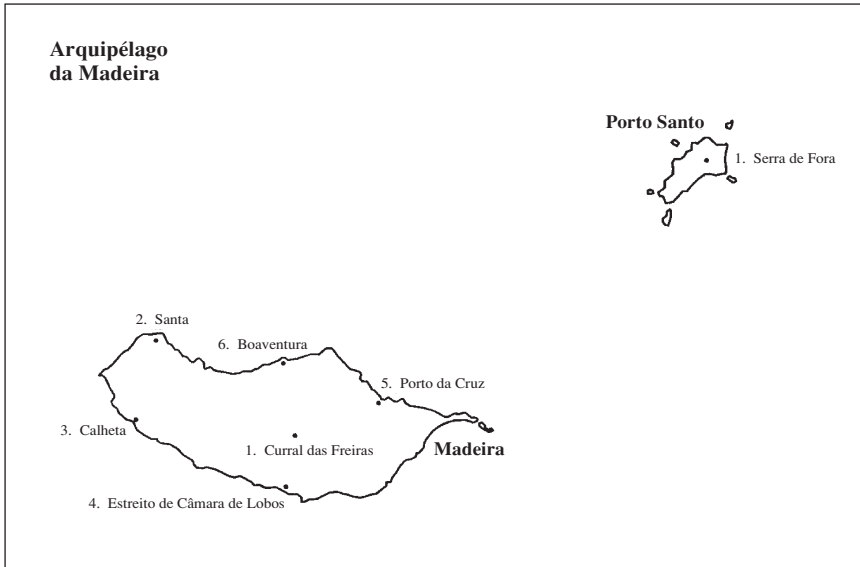 Arquipélago
da Madeira
Porto Santo
1. Serra de Fora
2. Santa
6. Boaventura
5. Porto da Cruz
3. Calheta
1. Curral das Freiras
Madeira
4. Estreito de Câmara de Lobos